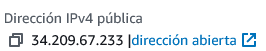 Dirección IPv4 pública
34.209.67.233 |dirección abierta